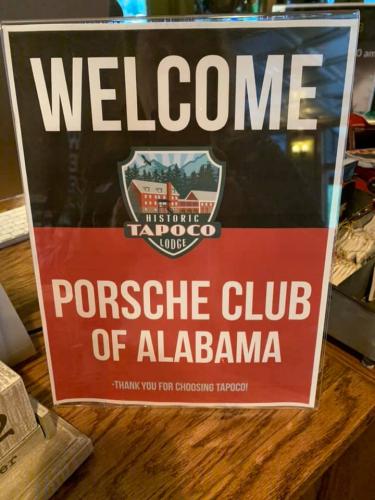 WELCOME
HISTORIC
TAPOCO
LODGE
PORSCHE CLUB
OF ALABAMA
-THANK YOU FOR CHOOSING TAPOCO!